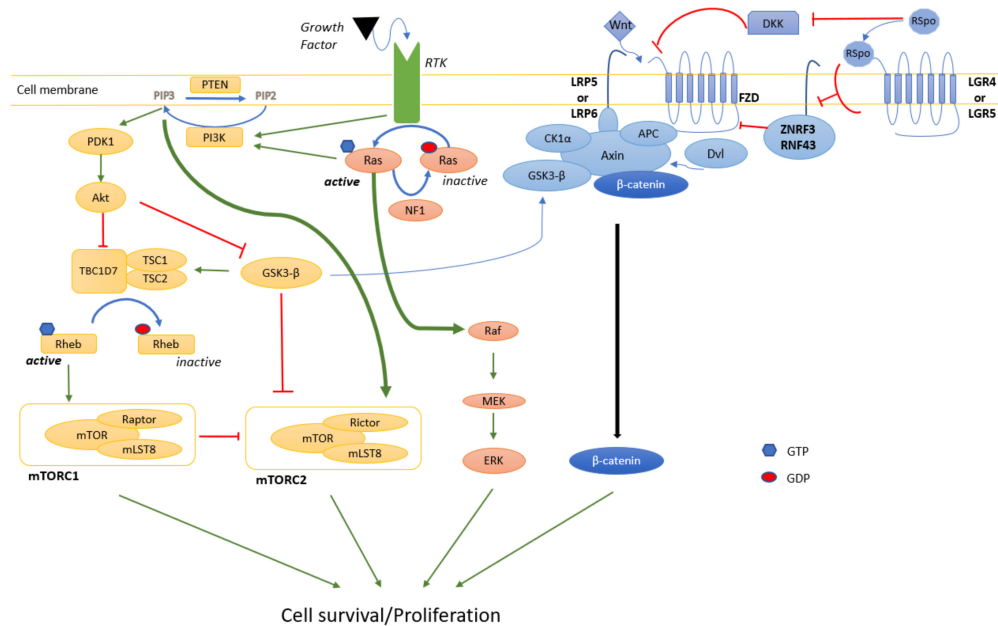 Growth
Factor
RTK
Wnt
DKK
RSpo
RSpo
Cell membrane
PTEN
PIP3
PIP2
PI3K
LRP5
or
LRP6
FZD
LGR4
or
LGR5
PDK1
Ras
active
Ras
inactive
NF1
CK1α
APC
Axin
GSK3-β
β-catenin
Dvl
ZNRF3
RNF43
Akt
TBC1D7
TSC1
TSC2
GSK3-β
Rheb
active
Rheb
inactive
Raf
MEK
ERK
mTOR
Raptor
mLST8
mTORC1
mTOR
Rictor
mLST8
mTORC2
β-catenin
GTP
GDP
Cell survival/Proliferation